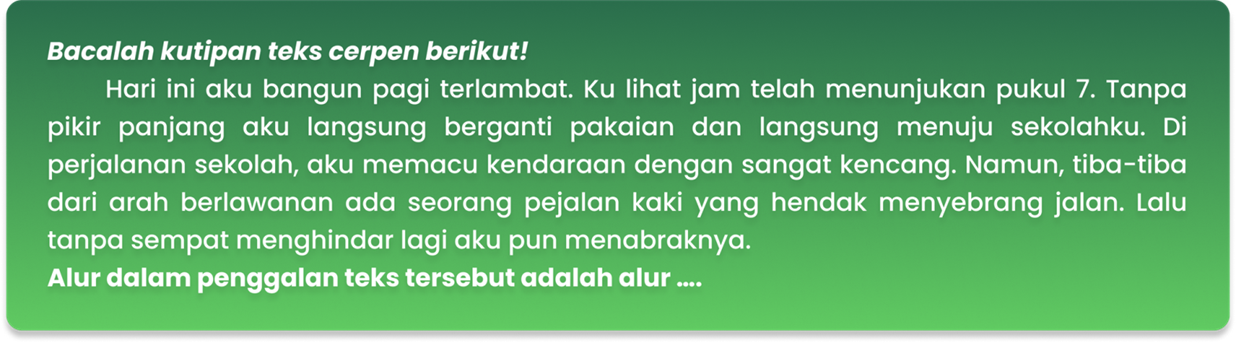 Bacalah kutipan teks cerpen berikut!
Hari ini aku bangun pagi terlambat. Ku lihat jam telah menunjukan pukul 7. Tanpa
pikir panjang aku langsung berganti pakaian dan langsung menuju sekolahku. Di
perjalanan sekolah, aku memacu kendaraan dengan sangat kencang. Namun, tiba-tiba
dari arah berlawanan ada seorang pejalan kaki yang hendak menyebrang jalan. Lalu
tanpa sempat menghindar lagi aku pun menabraknya.
Alur dalam penggalan teks tersebut adalah alur ....